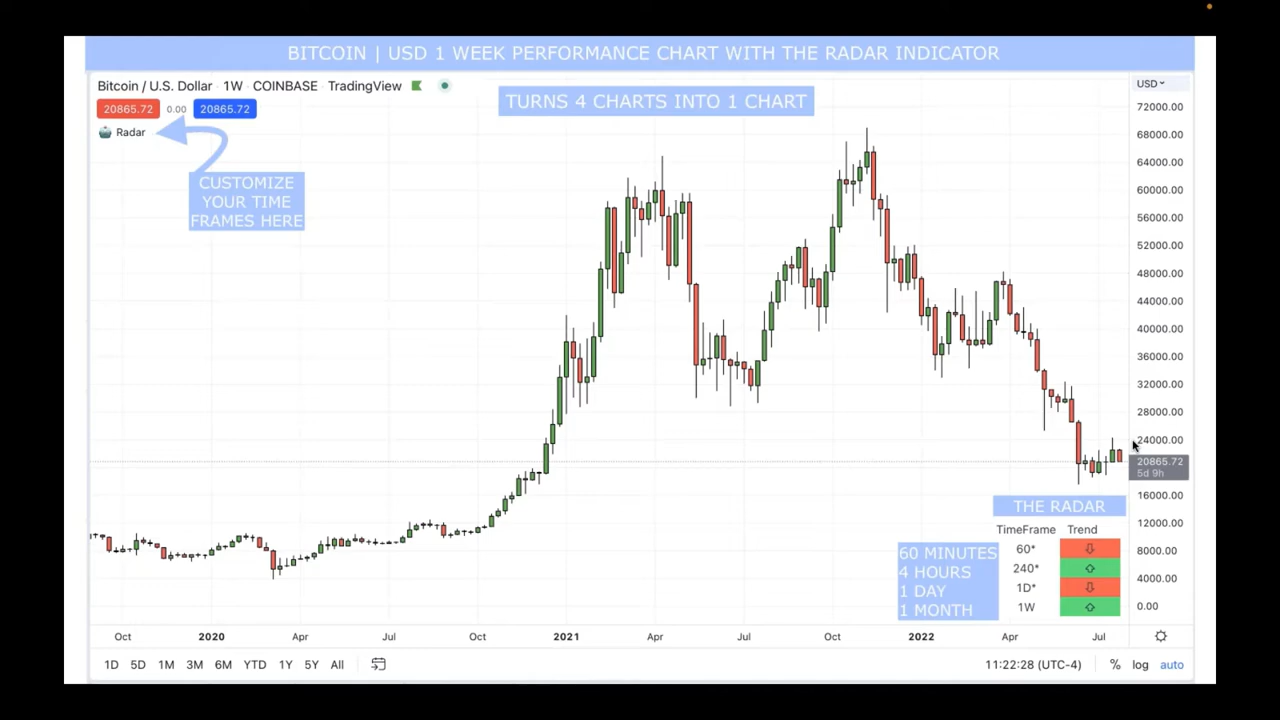 BITCOIN | USD 1 WEEK PERFORMANCE CHART WITH THE RADAR INDICATOR
Bitcoin / U.S. Dollar · 1W · COINBASE · TradingView
USD
TURNS 4 CHARTS INTO 1 CHART
20865.72 0.00 20865.72
Radar
CUSTOMIZE
YOUR TIME
FRAMES HERE
72000.00
68000.00
64000.00
60000.00
56000.00
52000.00
48000.00
44000.00
40000.00
36000.00
32000.00
28000.00
24000.00
20865.72
5d 9h
16000.00
12000.00
8000.00
4000.00
0.00
THE RADAR
TimeFrame Trend
60*
240*
1D*
1W
60 MINUTES
4 HOURS
1 DAY
1 MONTH
Oct 2020 Apr Jul Oct 2021 Apr Jul Oct 2022 Apr Jul
1D 5D 1M 3M 6M YTD 1Y 5Y All 11:22:28 (UTC-4) % log auto